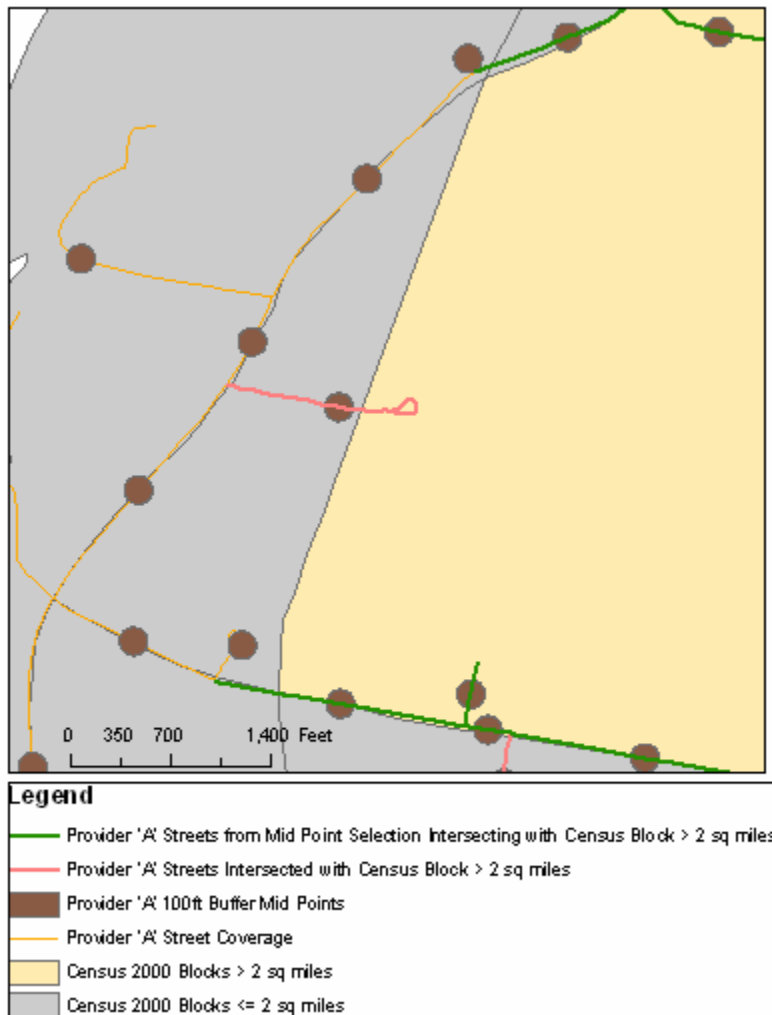 0 350 700 1,400 Feet
Legend
Provider 'A' Streets from Mid Point Selection Intersecting with Census Block > 2 sq miles
Provider 'A' Streets Intersected with Census Block > 2 sq miles
Provider 'A' 100ft Buffer Mid Points
Provider 'A' Street Coverage
Census 2000 Blocks > 2 sq miles
Census 2000 Blocks <= 2 sq miles